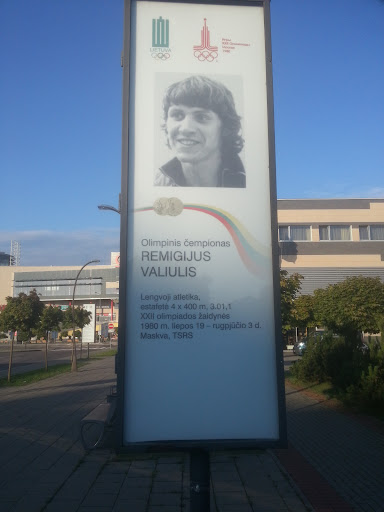 LIETUVA
Olimpinis čempionas
REMIGIJUS
VALIULIS
Lengvoji atletika,
estafetė 4 x 400 m, 3.01,1
XXII olimpiados žaidynės
1980 m. liepos 19 – rugpjūčio 3 d.
Maskva, TSRS